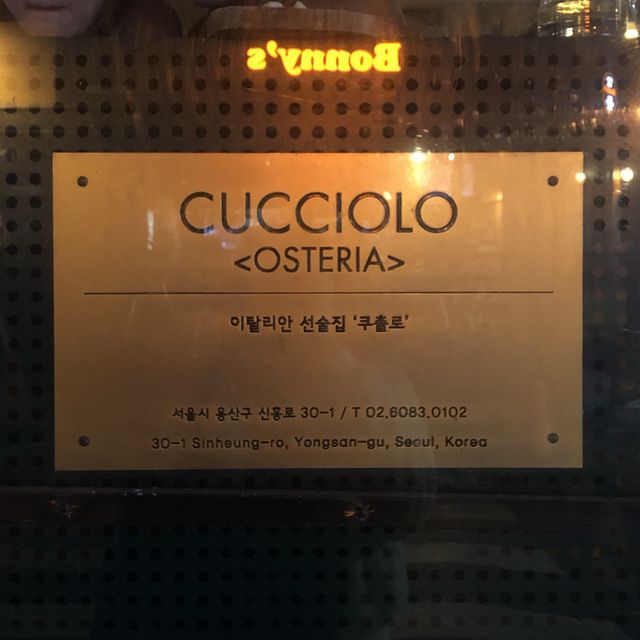 Bonny's
CUCCIOLO
<OSTERIA>
이탈리안 선술집 '쿠촐로'
서울시 용산구 신흥로 30-1 / T 02.6083.0102
30-1 Sinheung-ro, Yongsan-gu, Seoul, Korea